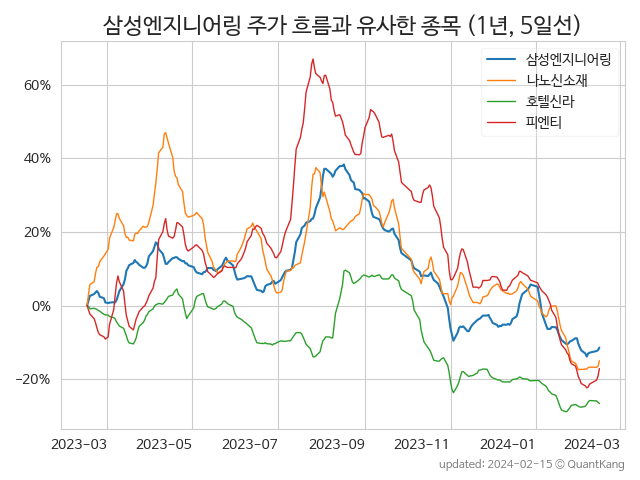 삼성엔지니어링 주가 흐름과 유사한 종목 (1년, 5일선)
삼성엔지니어링
나노신소재
호텔신라
피엔티
60%
40%
20%
0%
−20%
2023-03 2023-05 2023-07 2023-09 2023-11 2024-01 2024-03
updated: 2024-02-15 © QuantKang